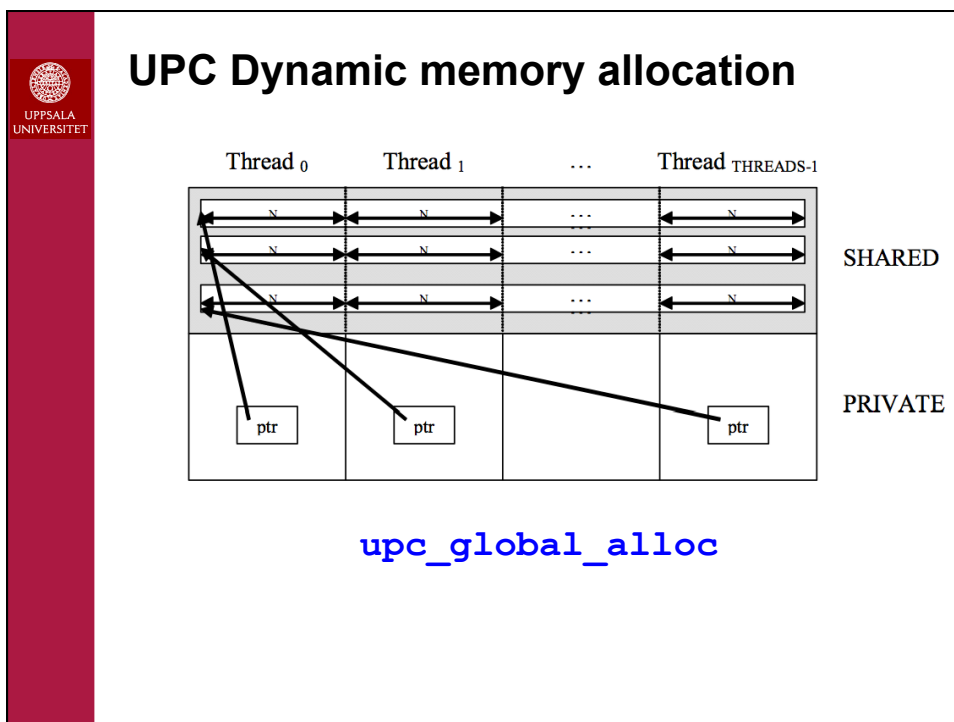 UPC Dynamic memory allocation
UPPSALA
UNIVERSITET
Thread 0 Thread 1 ... Thread THREADS-1
N N ... N
N N ... N
N N ... N
SHARED
PRIVATE
ptr ptr ptr
upc_global_alloc